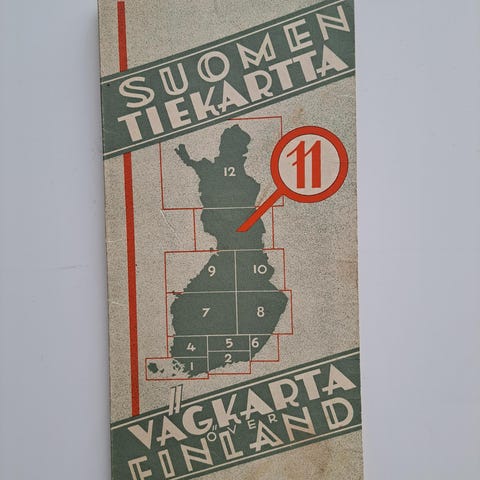 SUOMEN
TIEKARTTA
12
11
9 10
7 8
4 5 6
1 2
11
VÄGKARTA
ÖVER
FINLAND